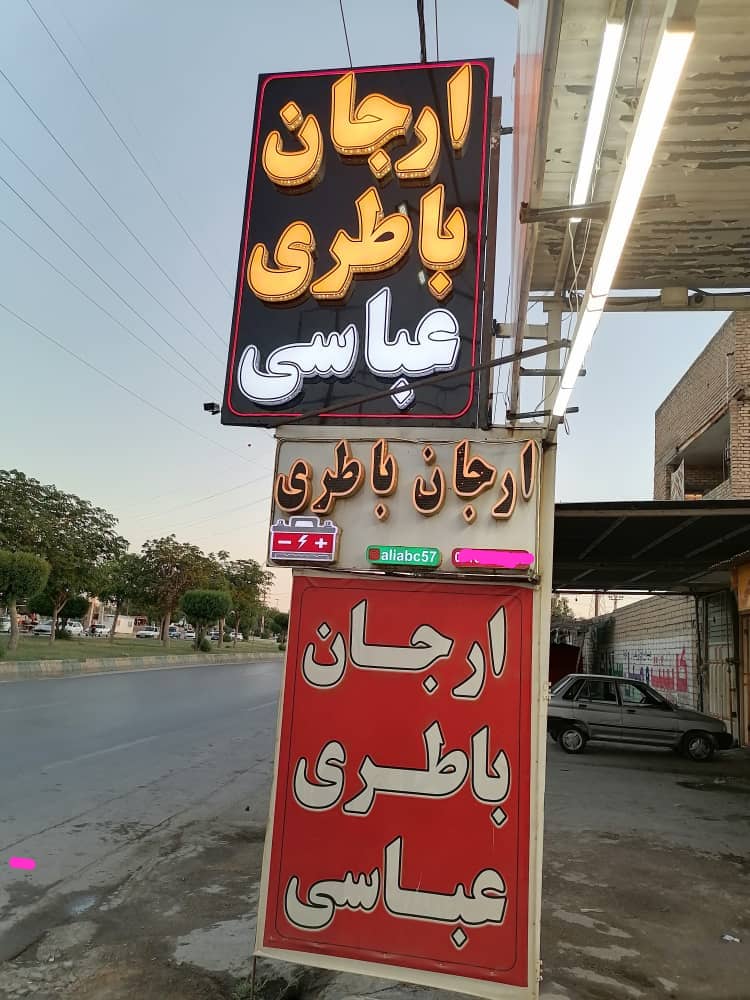 ارجان
باطری
عباسی
ارجان باطری
aliabc57
ارجان
باطری
عباسی